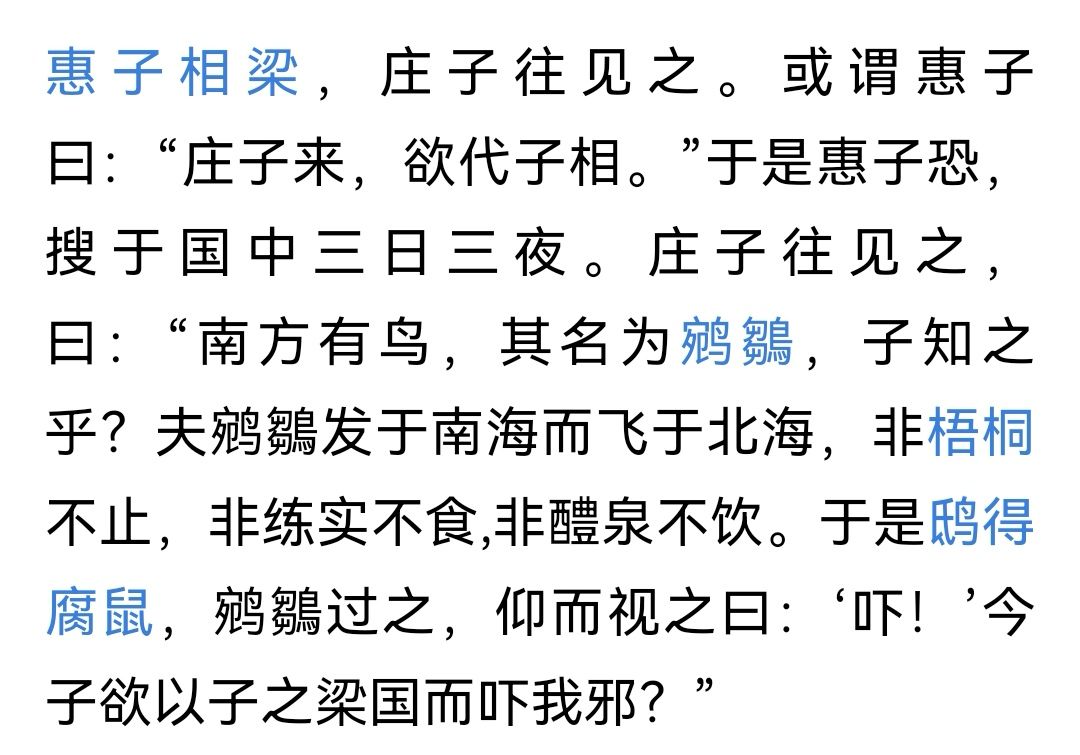 惠子相梁，庄子往见之。或谓惠子
曰：“庄子来，欲代子相。”于是惠子恐，
搜于国中三日三夜。庄子往见之，
曰：“南方有鸟，其名为鹓鶵，子知之
乎？夫鹓鶵发于南海而飞于北海，非梧桐
不止，非练实不食,非醴泉不饮。于是鸱得
腐鼠，鹓鶵过之，仰而视之曰：‘吓！’今
子欲以子之梁国而吓我邪？”